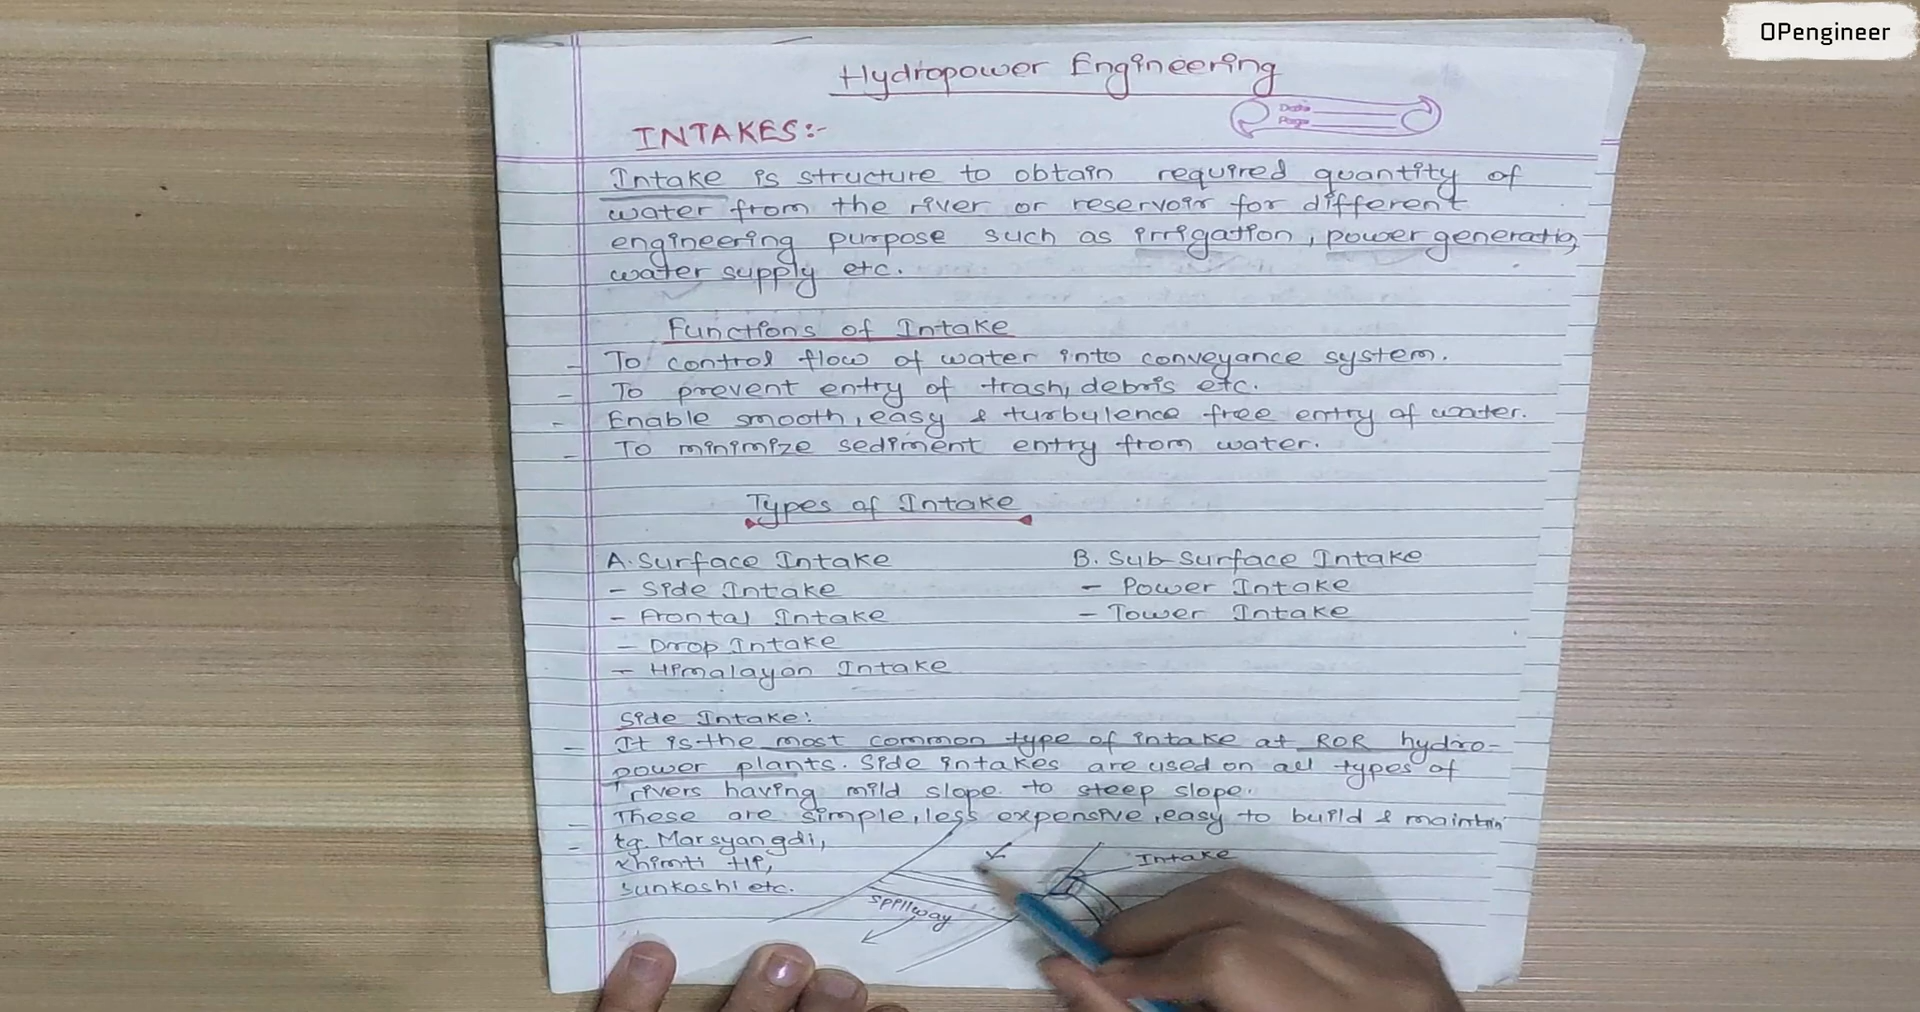 OPengineer
Hydropower Engineering
Date
Page
INTAKES:-
Intake is structure to obtain required quantity of
water from the river or reservoir for different
engineering purpose such as irrigation, power generatio,
water supply etc.
Functions of Intake
- To control flow of water into conveyance system.
- To prevent entry of trash, debris etc.
- Enable smooth, easy & turbulence free entry of water.
- To minimize sediment entry from water.
Types of Intake
A. Surface Intake
- Side Intake
- Frontal Intake
- Drop Intake
- Himalayan Intake
B. Sub-Surface Intake
- Power Intake
- Tower Intake
Side Intake:
- It is the most common type of intake at ROR hydro-
power plants. Side intakes are used on all types of
rivers having mild slope to steep slope.
- These are simple, less expensive, easy to build & maintain
- eg. Marsyangdi,
Khimti HP,
Sunkoshi etc.
Intake
Spillway